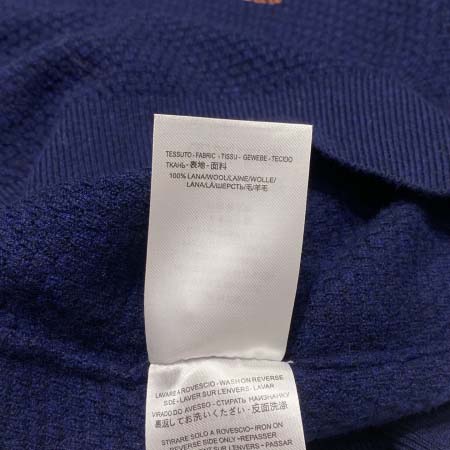 TESSUTO - FABRIC - TISSU - GEWEBE - TECIDO
ТКАНЬ - 表地 - 面料
100% LANA/WOOL/LAINE/WOLLE/
LANA/LÃ/ШЕРСТЬ/毛/羊毛
LAVARE A ROVESCIO - WASH ON REVERSE
SIDE - LAVER SUR L'ENVERS - LAVAR
VIRADO DO AVESSO - СТИРАТЬ НАИЗНАНКУ
裏返してお洗いください - 反面洗涤
STIRARE SOLO A ROVESCIO - IRON ON
REVERSE SIDE ONLY - REPASSER
L'ENVERS - PASSAR